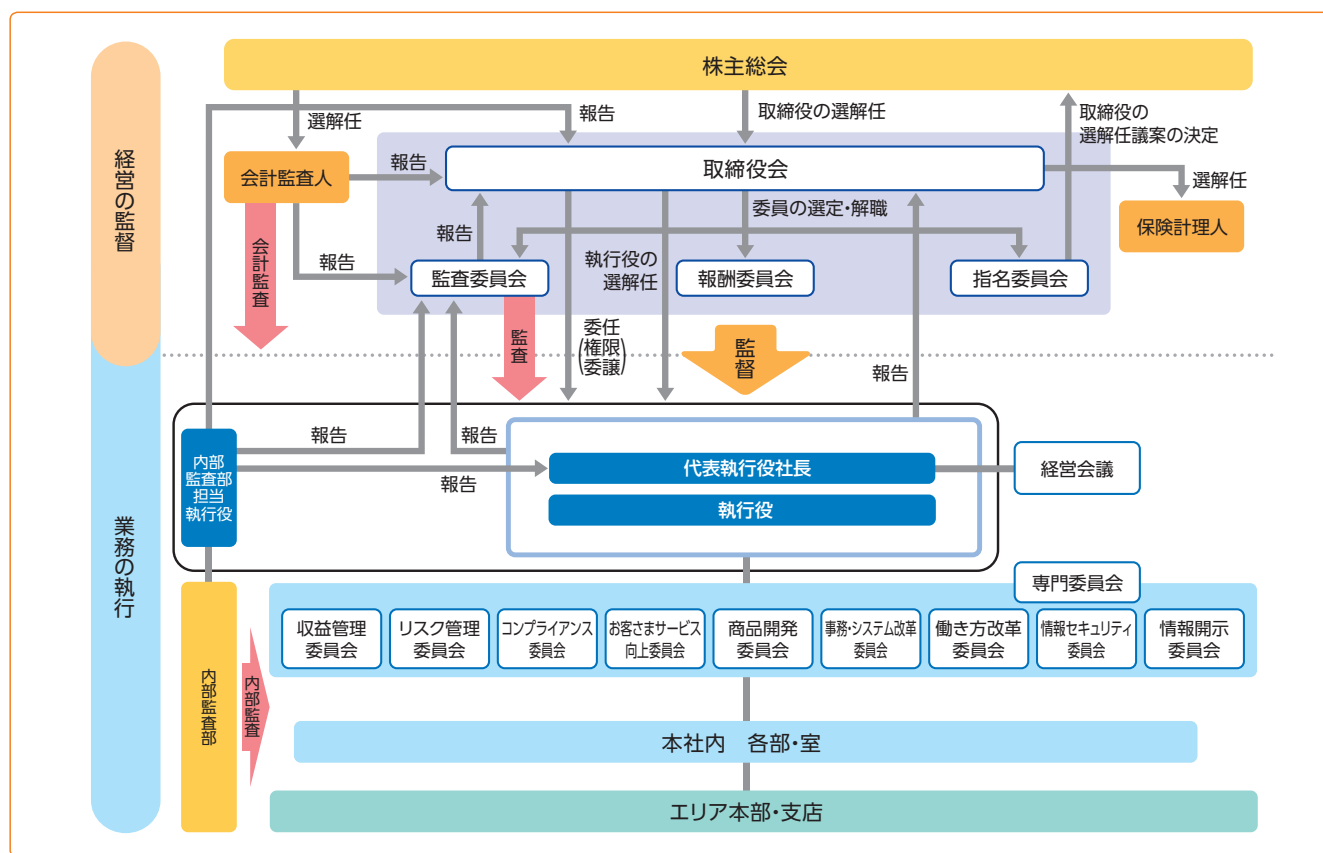 株主総会
選解任
報告
取締役の選解任
取締役の
選解任議案の決定
経営の監督
会計監査人
報告
取締役会
選解任
保険計理人
委員の選定・解職
報告
会計監査
報告
執行役の
選解任
監査委員会
報酬委員会
指名委員会
監査
委任
(権限
委譲)
監督
報告
業務の執行
報告
報告
内部
監査部
担当
執行役
報告
代表執行役社長
経営会議
執行役
専門委員会
収益管理
委員会
リスク管理
委員会
コンプライアンス
委員会
お客さまサービス
向上委員会
商品開発
委員会
事務・システム改革
委員会
働き方改革
委員会
情報セキュリティ
委員会
情報開示
委員会
内部監査部
内部監査
本社内　各部・室
エリア本部・支店